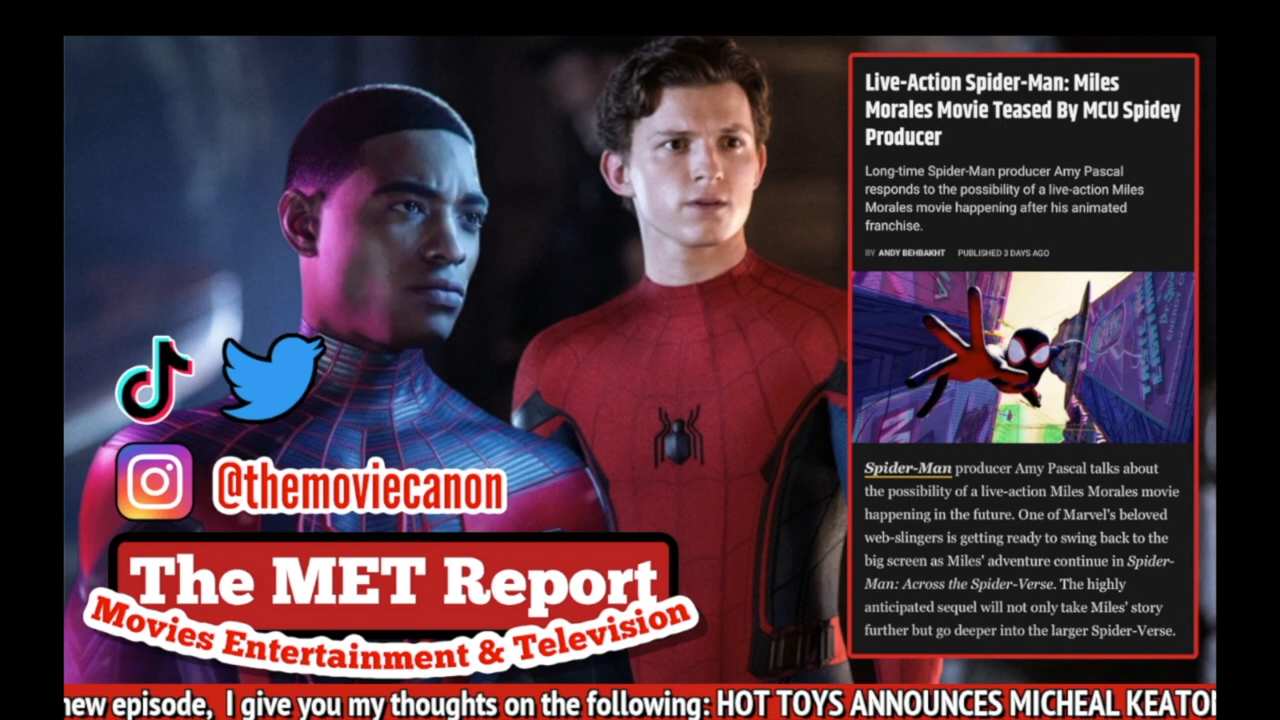 Live-Action Spider-Man: Miles
Morales Movie Teased By MCU Spidey
Producer
Long-time Spider-Man producer Amy Pascal
responds to the possibility of a live-action Miles
Morales movie happening after his animated
franchise.
BY ANDY BEHBAKHT PUBLISHED 3 DAYS AGO
Spider-Man producer Amy Pascal talks about
the possibility of a live-action Miles Morales movie
happening in the future. One of Marvel's beloved
web-slingers is getting ready to swing back to the
big screen as Miles' adventure continue in Spider-
Man: Across the Spider-Verse. The highly
anticipated sequel will not only take Miles' story
further but go deeper into the larger Spider-Verse.
@themoviecanon
The MET Report
Movies Entertainment & Television
new episode, I give you my thoughts on the following: HOT TOYS ANNOUNCES MICHEAL KEATO